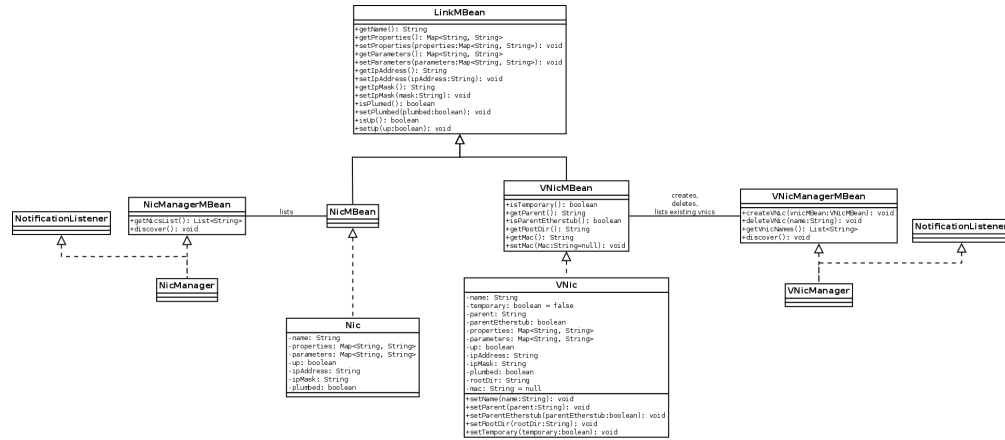 LinkMBean
+getName(): String
+getProperties(): Map<String, String>
+setProperties(properties:Map<String, String>): void
+getParameters(): Map<String, String>
+setParameters(parameters:Map<String, String>): void
+getIpAddress(): String
+setIpAddress(ipAddress:String): void
+getIpMask(): String
+setIpMask(mask:String): void
+isPlumed(): boolean
+setPlumbed(plumbed:boolean): void
+isUp(): boolean
+setUp(up:boolean): void
NotificationListener
NicManagerMBean
+getNicsList(): List<String>
+discover(): void
lists
NicMBean
VNicMBean
+isTemporary(): boolean
+getParent(): String
+isParentEtherstub(): boolean
+getRootDir(): String
+getMac(): String
+setMac(Mac:String=null): void
creates,
deletes,
lists existing vnics
VNicManagerMBean
+createVNic(vnicMBean:VNicMBean): void
+deleteVNic(name:String): void
+getVnicNames(): List<String>
+discover(): void
NotificationListener
NicManager
VNicManager
Nic
-name: String
-properties: Map<String, String>
-parameters: Map<String, String>
-up: boolean
-ipAddress: String
-ipMask: String
-plumbed: boolean
VNic
-name: String
-temporary: boolean = false
-parent: String
-parentEtherstub: boolean
-properties: Map<String, String>
-parameters: Map<String, String>
-up: boolean
-ipAddress: String
-ipMask: String
-plumbed: boolean
-rootDir: String
-mac: String = null
+setName(name:String): void
+setParent(parent:String): void
+setParentEtherstub(parentEtherstub:boolean): void
+setRootDir(rootDir:String): void
+setTemporary(temporary:boolean): void